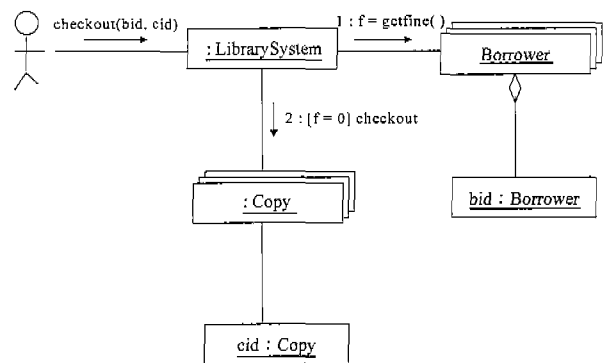 checkout(bid, cid)
1 : f = getfine( )
: LibrarySystem
Borrower
2 : [f = 0] checkout
: Copy
bid : Borrower
cid : Copy